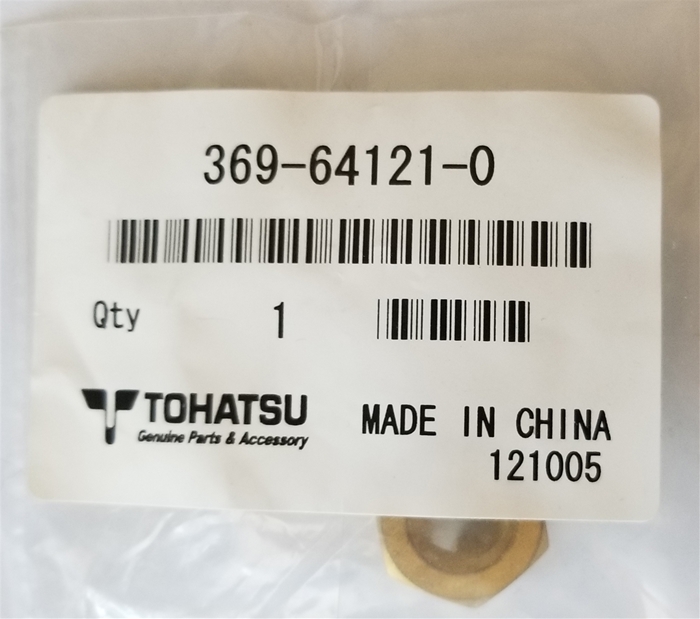 369-64121-0
Qty 1
TOHATSU
Genuine Parts & Accessory
MADE IN CHINA
121005